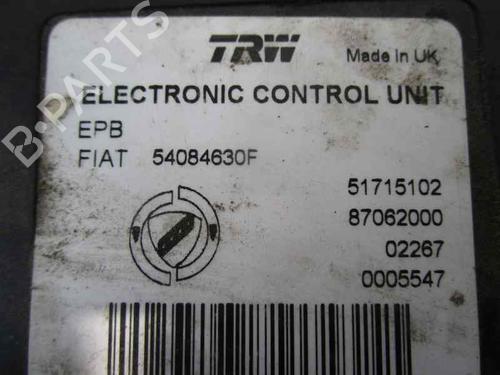 TRW
Made In UK
ELECTRONIC CONTROL UNIT
EPB
FIAT 54084630F
51715102
87062000
02267
0005547
B-PARTS